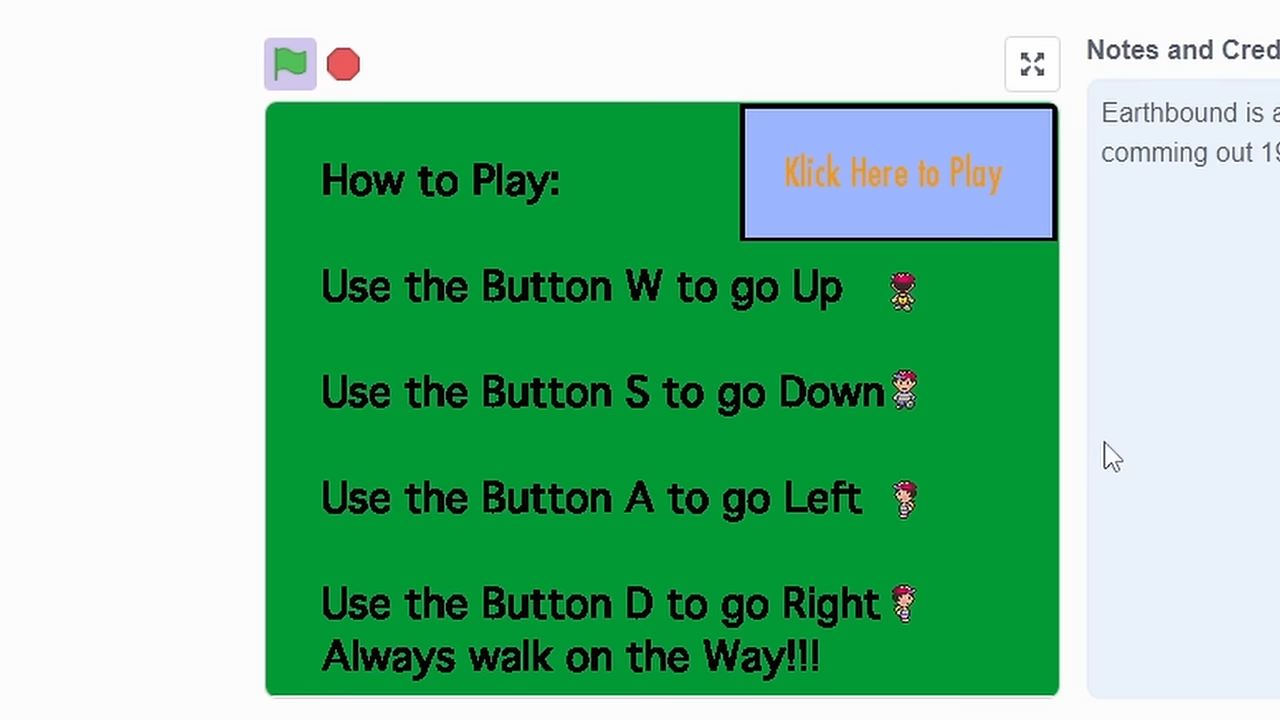 Notes and Cred
Earthbound is a
comming out 19
How to Play:
Klick Here to Play
Use the Button W to go Up
Use the Button S to go Down
Use the Button A to go Left
Use the Button D to go Right
Always walk on the Way!!!